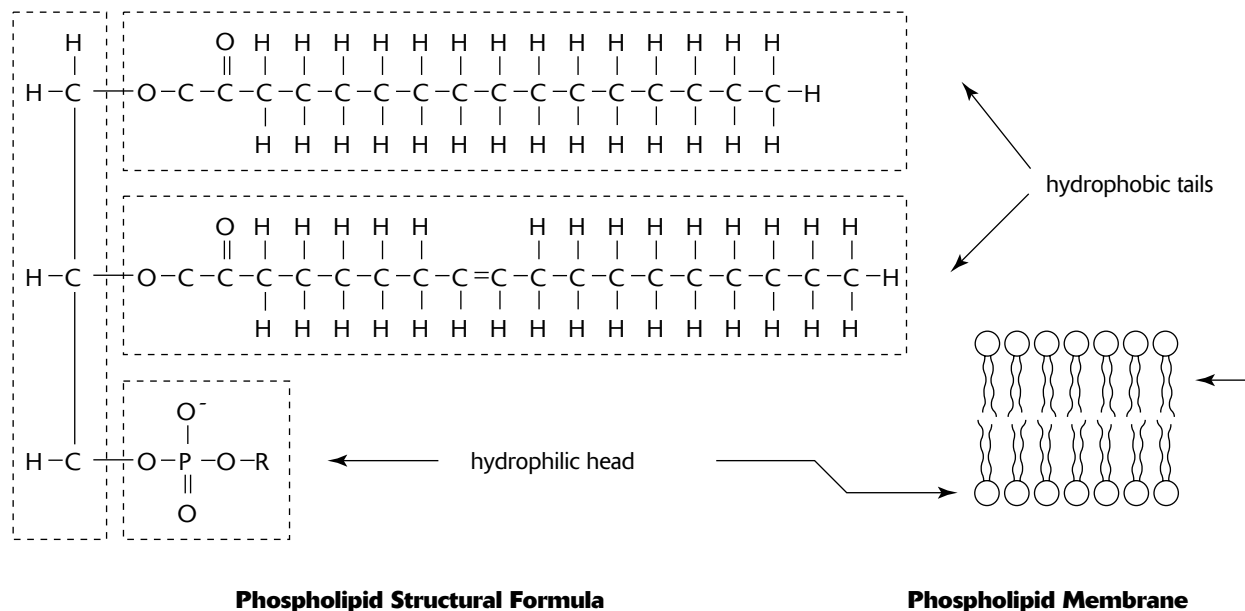 H O H H H H H H H H H H H H H H
H–C–O–C–C–C–C–C–C–C–C–C–C–C–C–C–C–C–C–H
H H H H H H H H H H H H H H
hydrophobic tails
O H H H H H H H H H H H H H H
H–C–O–C–C–C–C–C–C–C–C=C–C–C–C–C–C–C–C–C–C–H
H H H H H H H H H H H H H H H H
O-
H–C–O–P–O–R
hydrophilic head
O
Phospholipid Structural Formula
Phospholipid Membrane